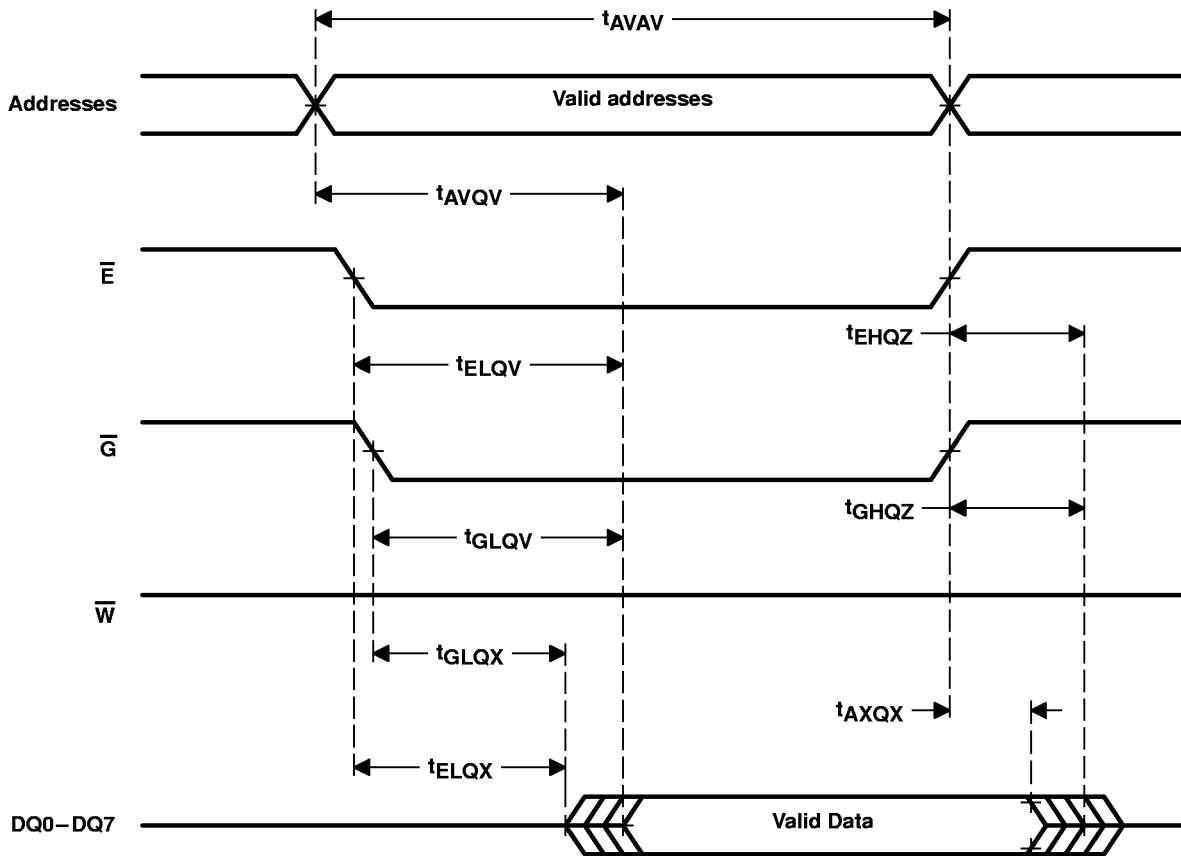 tAVAV
Addresses
Valid addresses
tAVQV
E̅
tEHQZ
tELQV
G̅
tGHQZ
tGLQV
W̅
tGLQX
tAXQX
tELQX
DQ0–DQ7
Valid Data